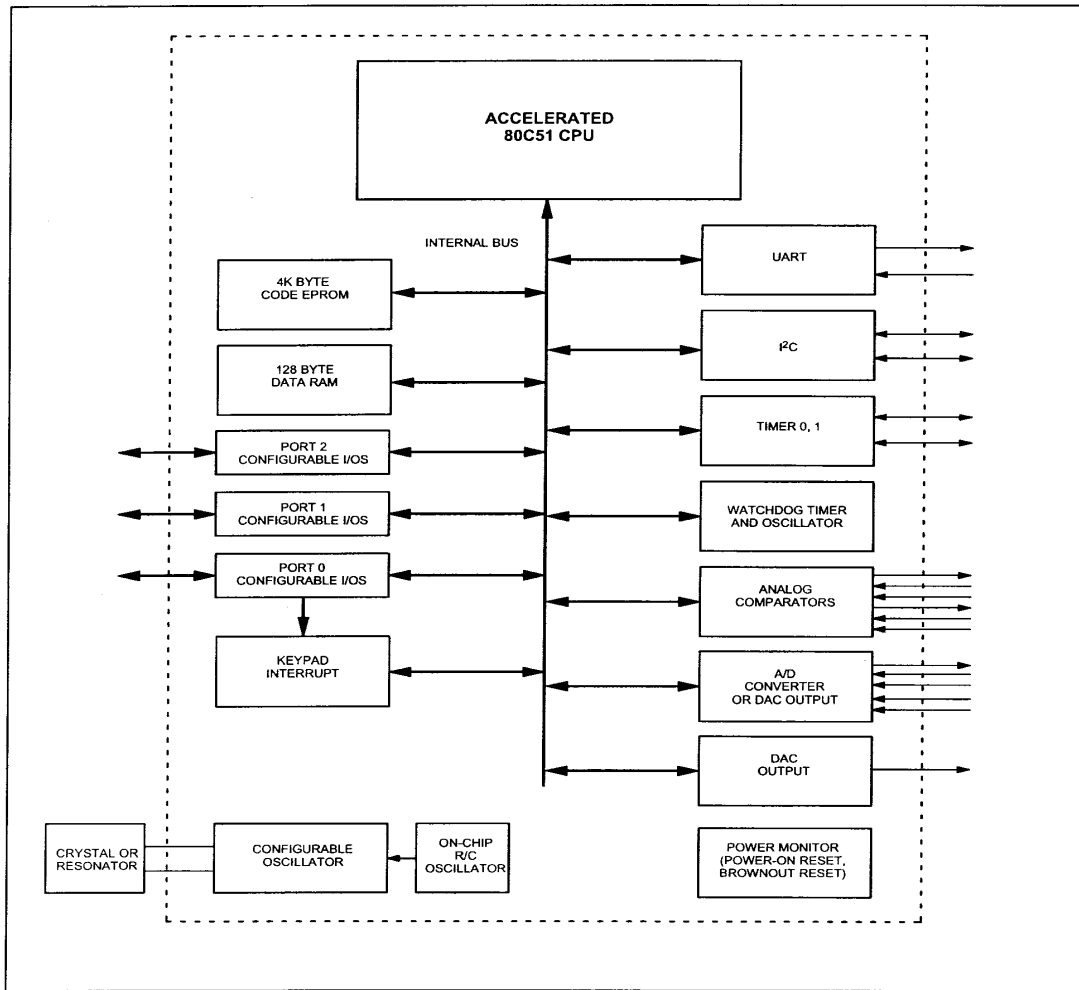 ACCELERATED
80C51 CPU
INTERNAL BUS
4K BYTE
CODE EPROM
128 BYTE
DATA RAM
PORT 2
CONFIGURABLE I/OS
PORT 1
CONFIGURABLE I/OS
PORT 0
CONFIGURABLE I/OS
KEYPAD
INTERRUPT
UART
I²C
TIMER 0, 1
WATCHDOG TIMER
AND OSCILLATOR
ANALOG
COMPARATORS
A/D
CONVERTER
OR DAC OUTPUT
DAC
OUTPUT
CRYSTAL OR
RESONATOR
CONFIGURABLE
OSCILLATOR
ON-CHIP
R/C
OSCILLATOR
POWER MONITOR
(POWER-ON RESET,
BROWNOUT RESET)